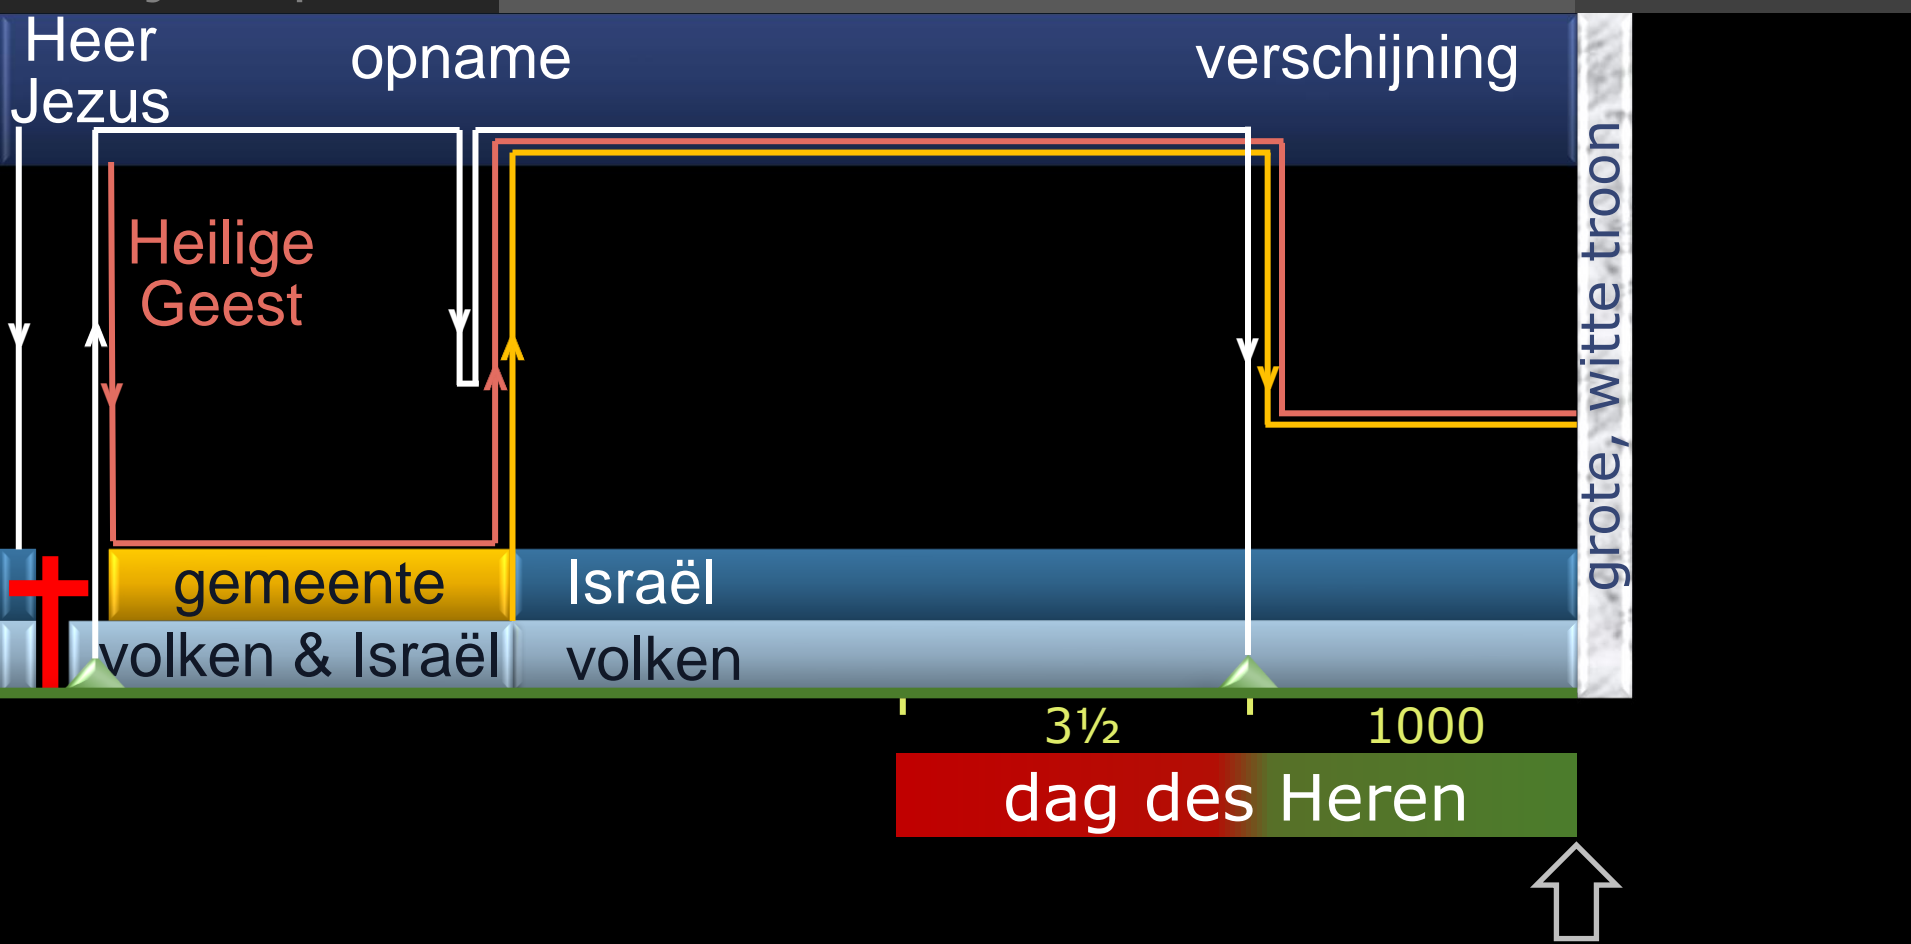 Heer
Jezus
opname
verschijning
Heilige
Geest
grote, witte troon
gemeente
Israël
volken & Israël
volken
3½
1000
dag des Heren